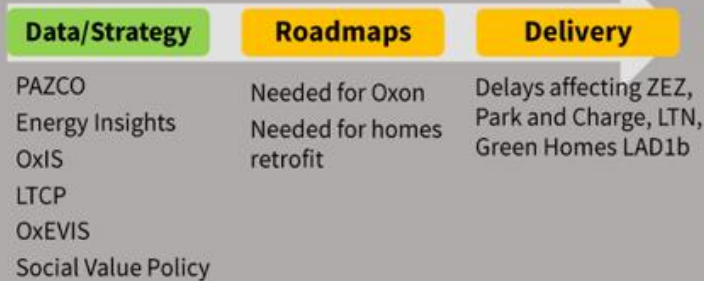 Data/Strategy
PAZCO
Energy Insights
OxIS
LTCP
OxEVIS
Social Value Policy
Roadmaps
Needed for Oxon
Needed for homes
retrofit
Delivery
Delays affecting ZEZ,
Park and Charge, LTN,
Green Homes LAD1b